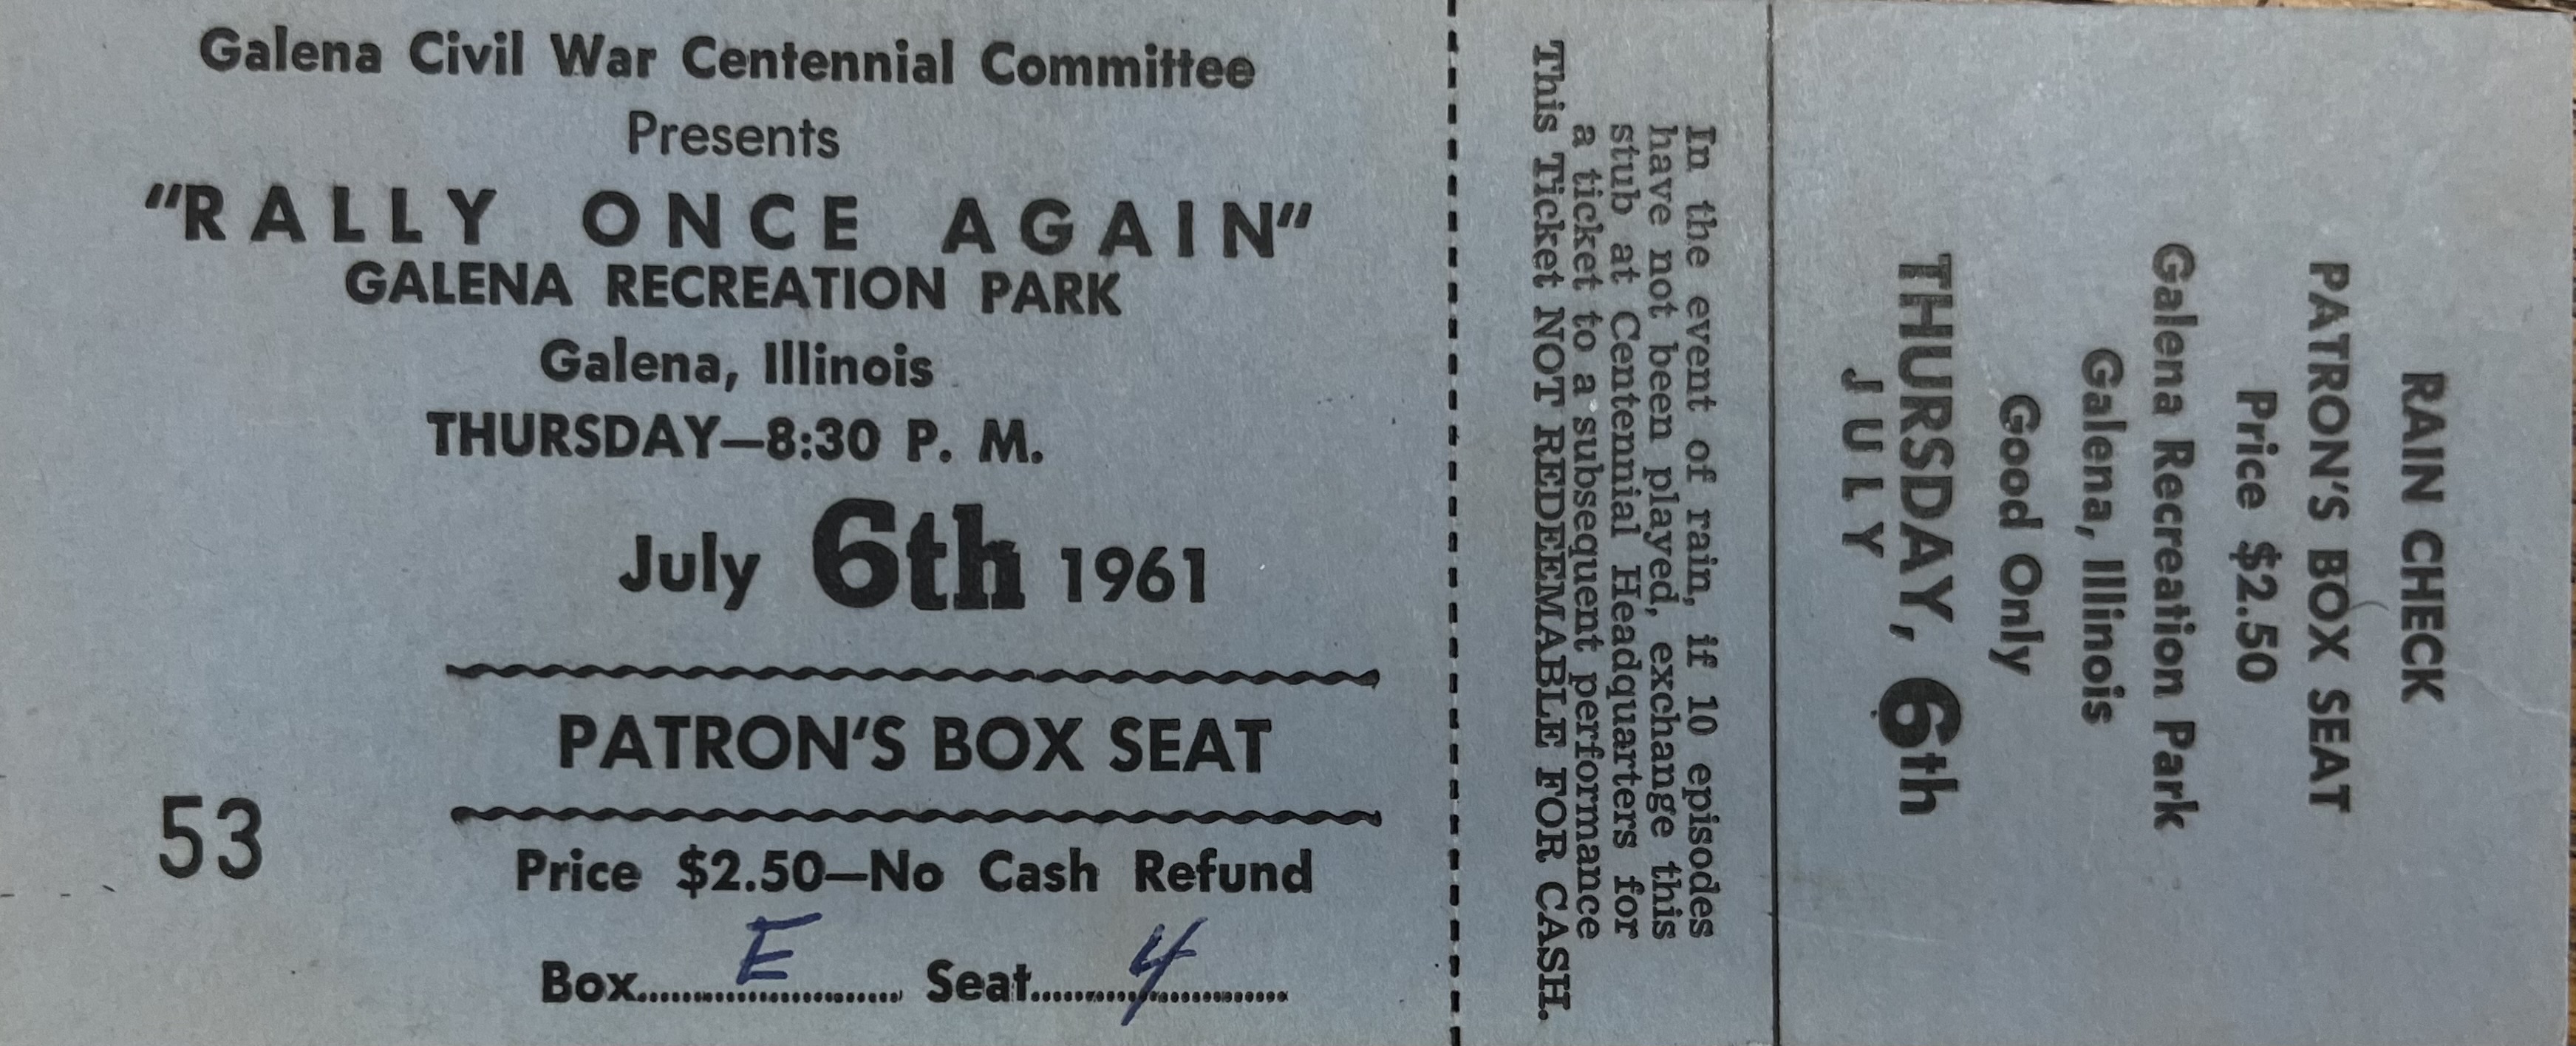 Galena Civil War Centennial Committee
Presents
"RALLY ONCE AGAIN"
GALENA RECREATION PARK
Galena, Illinois
THURSDAY—8:30 P. M.
July 6th 1961
PATRON'S BOX SEAT
53
Price $2.50—No Cash Refund
Box E Seat 4
In the event of rain, if 10 episodes
have not been played, exchange this
stub at Centennial Headquarters for
a ticket to a subsequent performance
This Ticket NOT REDEEMABLE FOR CASH.
RAIN CHECK
PATRON'S BOX SEAT
Price $2.50
Galena Recreation Park
Galena, Illinois
Good Only
THURSDAY, 6th
JULY